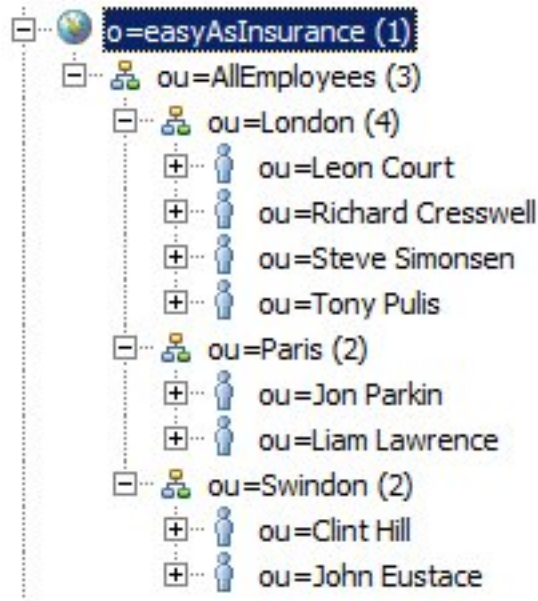 o=easyAsInsurance (1)
ou=AllEmployees (3)
ou=London (4)
ou=Leon Court
ou=Richard Cresswell
ou=Steve Simonsen
ou=Tony Pulis
ou=Paris (2)
ou=Jon Parkin
ou=Liam Lawrence
ou=Swindon (2)
ou=Clint Hill
ou=John Eustace